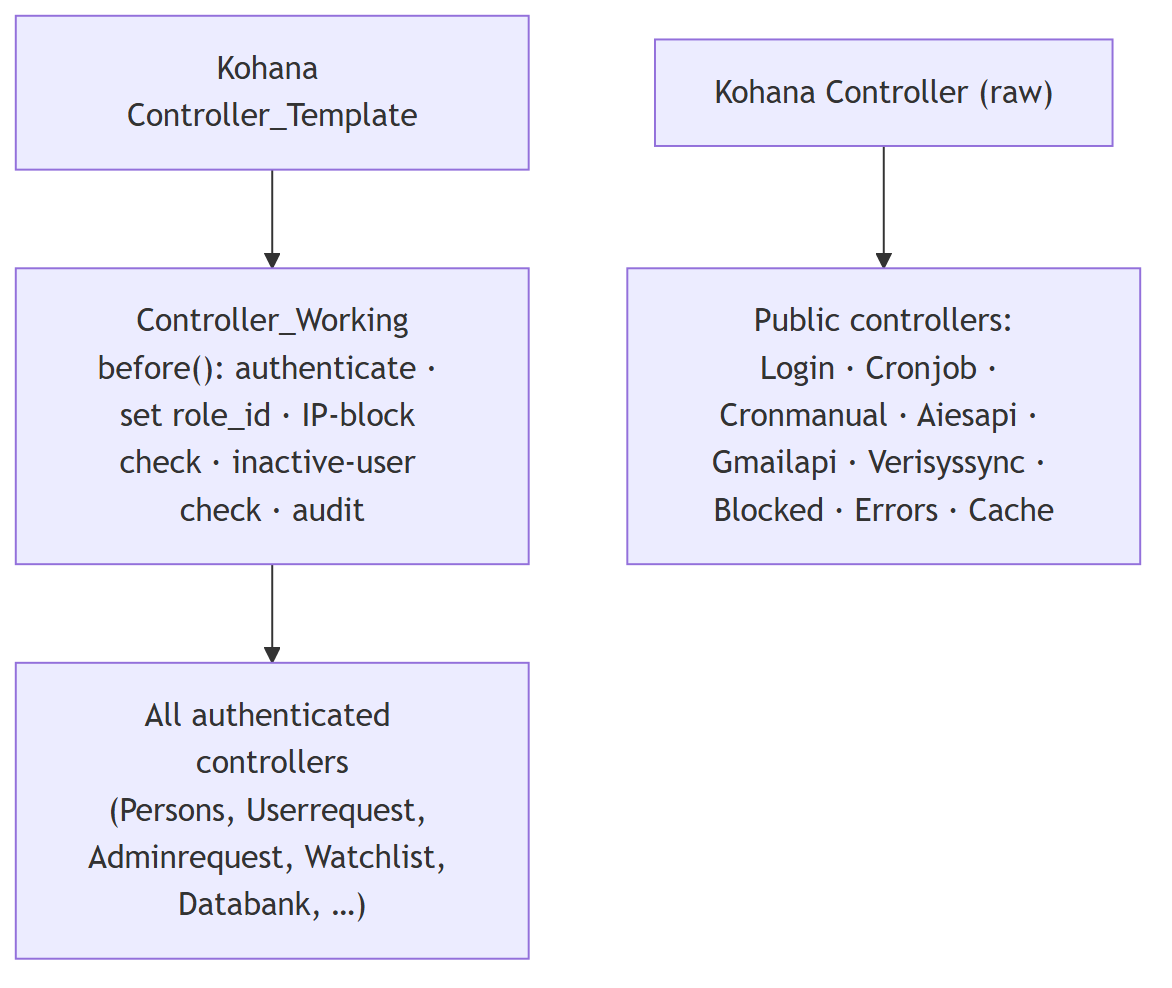 Kohana
Controller_Template
Kohana Controller (raw)
Controller_Working
before(): authenticate ·
set role_id · IP-block
check · inactive-user
check · audit
Public controllers:
Login · Cronjob ·
Cronmanual · Aiesapi ·
Gmailapi · Verisyssync ·
Blocked · Errors · Cache
All authenticated
controllers
(Persons, Userrequest,
Adminrequest, Watchlist,
Databank, …)